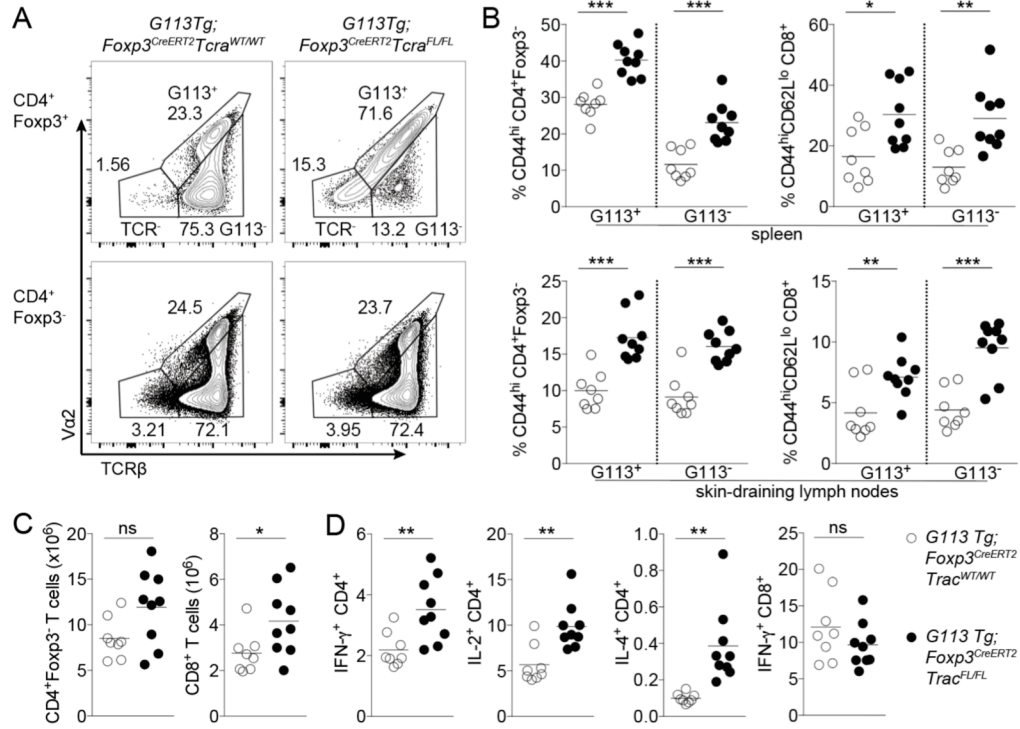 A
G113Tg;
Foxp3CreERT2TcraWT/WT
G113Tg;
Foxp3CreERT2TcraFL/FL
CD4+
Foxp3+
G113+
23.3
1.56
TCR-
75.3
G113-
G113+
71.6
15.3
TCR-
13.2
G113-
CD4+
Foxp3-
24.5
3.21
72.1
23.7
3.95
72.4
Vα2
TCRβ
B
% CD44hi CD4+Foxp3-
50
40
30
20
10
0
***
***
G113+
G113-
% CD44hiCD62Llo CD8+
60
40
20
0
*
**
G113+
G113-
spleen
% CD44hi CD4+Foxp3-
25
20
15
10
5
0
***
***
G113+
G113-
% CD44hiCD62Llo CD8+
15
10
5
0
**
***
G113+
G113-
skin-draining lymph nodes
C
CD4+Foxp3- T cells (x106)
20
15
10
5
0
ns
CD8+ T cells (106)
8
6
4
2
0
*
D
IFN-γ+ CD4+
6
4
2
0
**
IL-2+ CD4+
20
15
10
5
0
**
IL-4+ CD4+
1.0
0.8
0.6
0.4
0.2
0.0
**
IFN-γ+ CD8+
25
20
15
10
5
0
ns
G113 Tg;
Foxp3CreERT2
TracWT/WT
G113 Tg;
Foxp3CreERT2
TracFL/FL